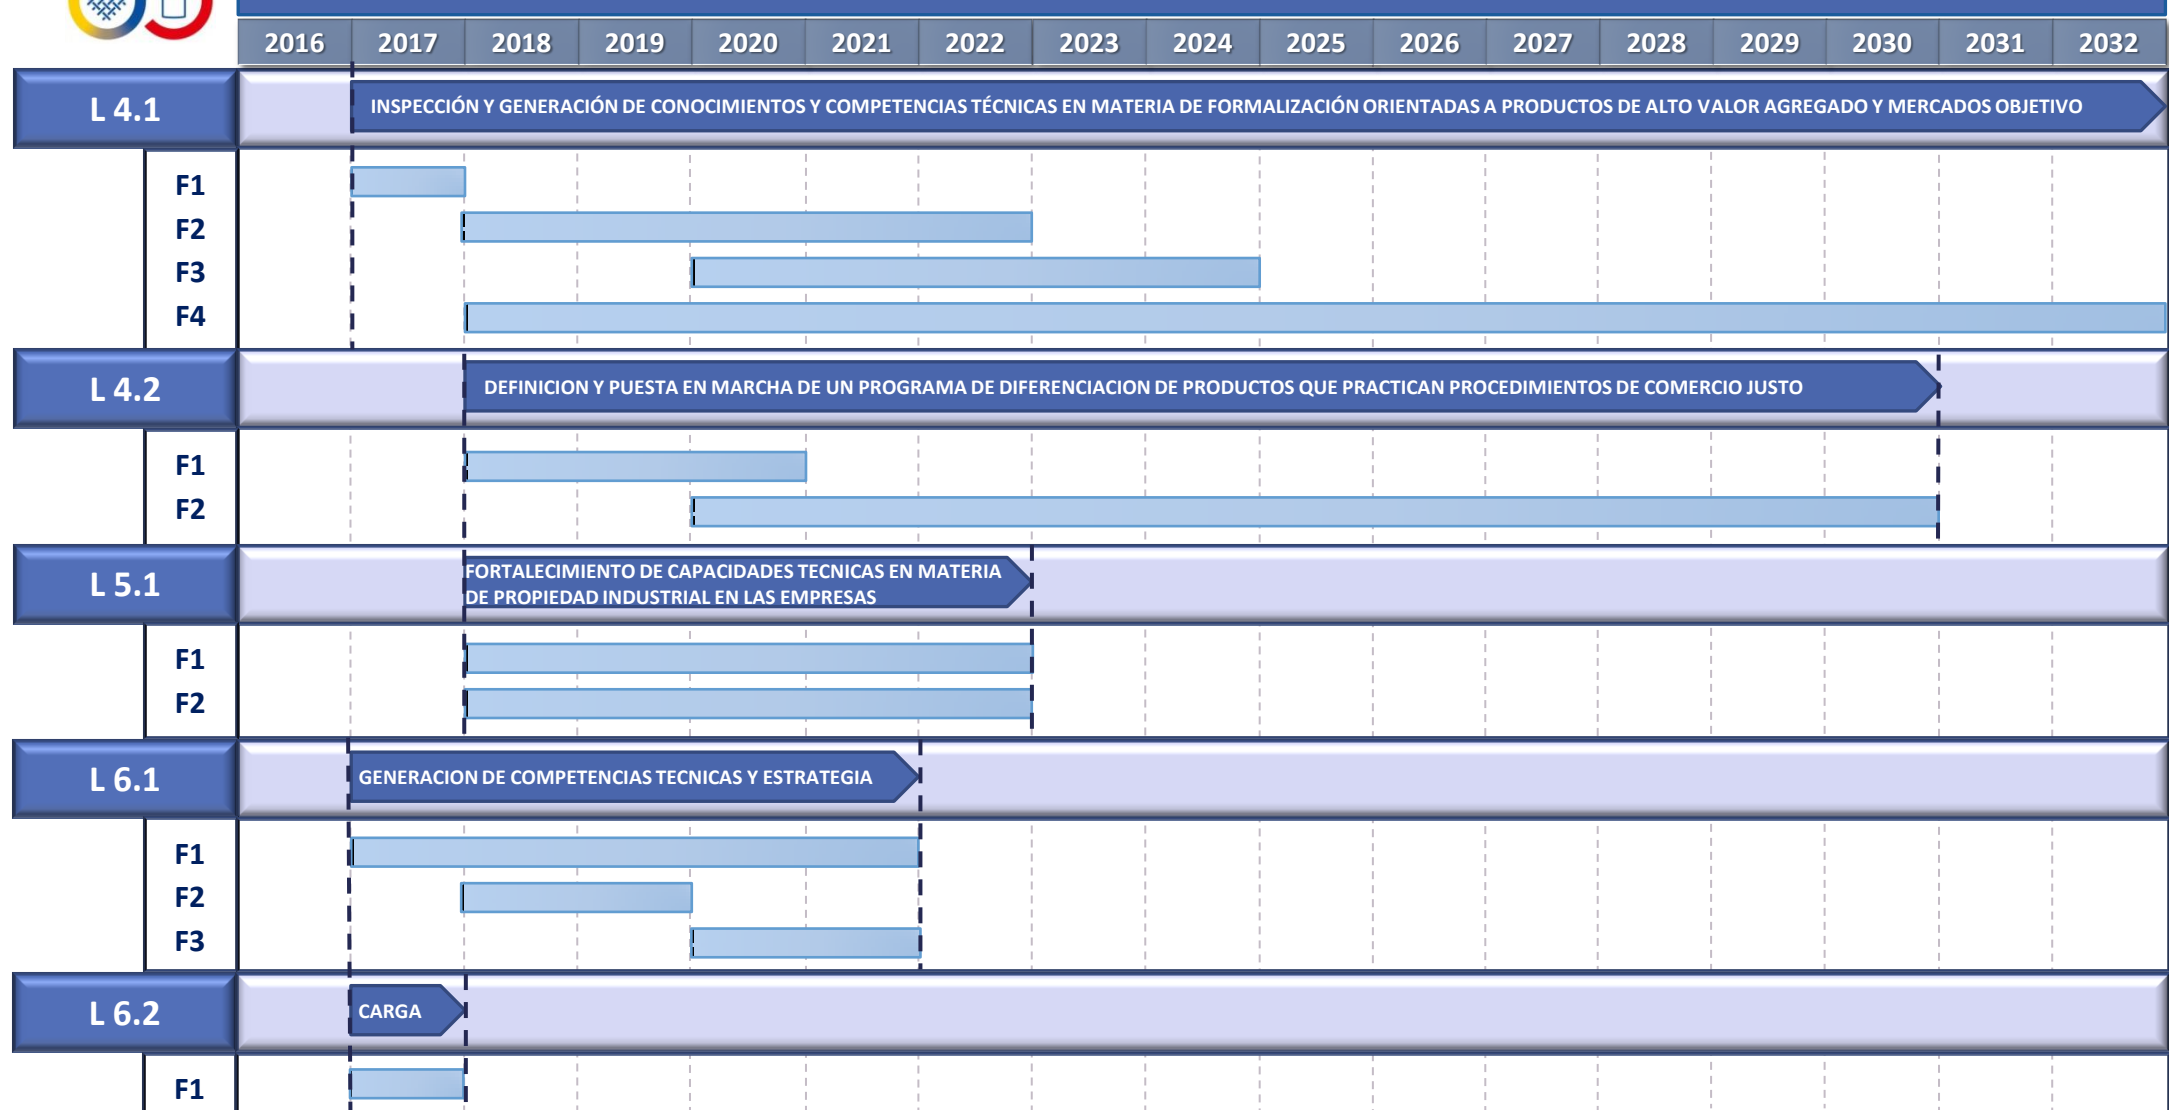 2016 2017 2018 2019 2020 2021 2022 2023 2024 2025 2026 2027 2028 2029 2030 2031 2032
L 4.1
INSPECCIÓN Y GENERACIÓN DE CONOCIMIENTOS Y COMPETENCIAS TÉCNICAS EN MATERIA DE FORMALIZACIÓN ORIENTADAS A PRODUCTOS DE ALTO VALOR AGREGADO Y MERCADOS OBJETIVO
F1
F2
F3
F4
L 4.2
DEFINICION Y PUESTA EN MARCHA DE UN PROGRAMA DE DIFERENCIACION DE PRODUCTOS QUE PRACTICAN PROCEDIMIENTOS DE COMERCIO JUSTO
F1
F2
L 5.1
FORTALECIMIENTO DE CAPACIDADES TECNICAS EN MATERIA
DE PROPIEDAD INDUSTRIAL EN LAS EMPRESAS
F1
F2
L 6.1
GENERACION DE COMPETENCIAS TECNICAS Y ESTRATEGIA
F1
F2
F3
L 6.2
CARGA
F1